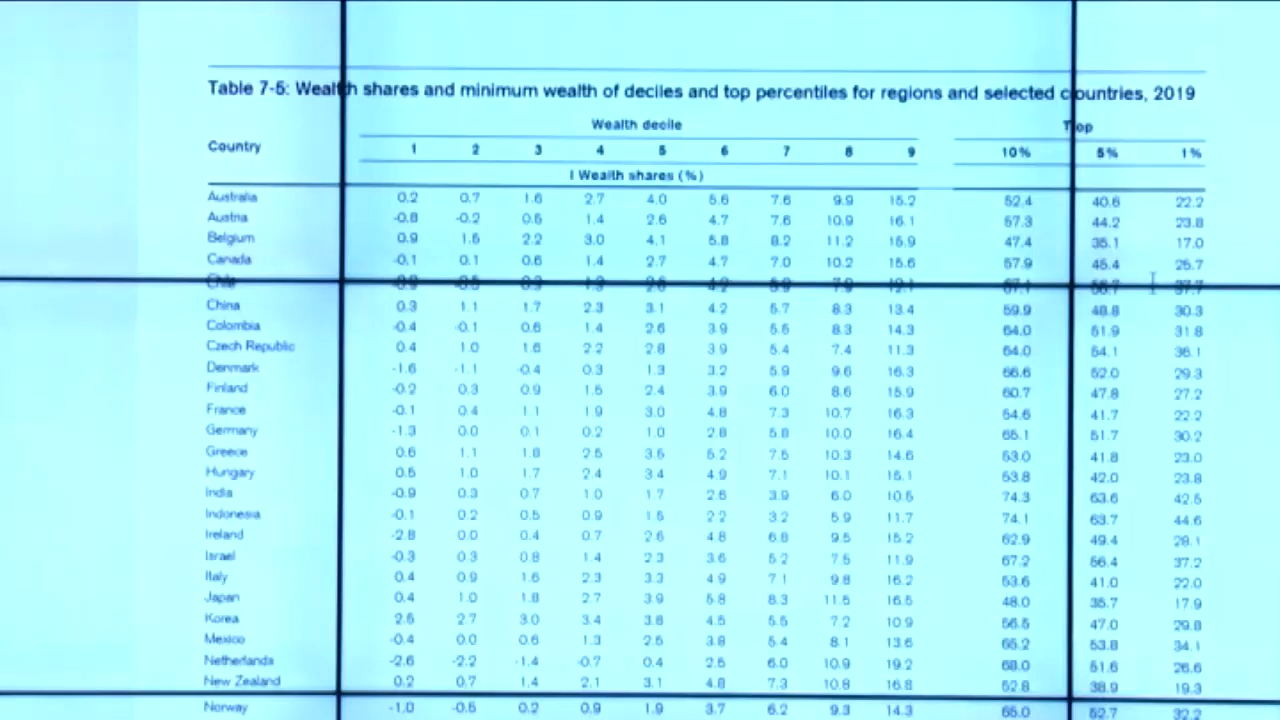 Table 7-5: Wealth shares and minimum wealth of deciles and top percentiles for regions and selected countries, 2019
Wealth decile Top
Country 1 2 3 4 5 6 7 8 9 10% 5% 1%
I Wealth shares (%)
Australia 0.2 0.7 1.6 2.7 4.0 5.6 7.6 9.9 15.2 52.4 40.6 22.2
Austria -0.8 -0.2 0.5 1.4 2.6 4.7 7.6 10.9 16.1 57.3 44.2 23.8
Belgium 0.9 1.5 2.2 3.0 4.1 5.8 8.2 11.2 15.9 47.4 35.1 17.0
Canada -0.1 0.1 0.6 1.4 2.7 4.7 7.0 10.2 15.6 57.9 45.4 25.7
Chile
China 0.3 1.1 1.7 2.3 3.1 4.2 5.7 8.3 13.4 59.9 48.8 30.3
Colombia -0.4 -0.1 0.6 1.4 2.6 3.9 5.6 8.3 14.3 64.0 51.9 31.8
Czech Republic 0.4 1.0 1.6 2.2 2.8 3.9 5.4 7.4 11.3 64.0 54.1 36.1
Denmark -1.6 -1.1 -0.4 0.3 1.3 3.2 5.9 9.6 16.3 66.6 52.0 29.3
Finland -0.2 0.3 0.9 1.5 2.4 3.9 6.0 8.6 15.9 60.7 47.8 27.2
France -0.1 0.4 1.1 1.9 3.0 4.8 7.3 10.7 16.3 54.6 41.7 22.2
Germany -1.3 0.0 0.1 0.2 1.0 2.8 5.8 10.0 16.4 65.1 51.7 30.2
Greece 0.6 1.1 1.8 2.5 3.5 5.2 7.5 10.3 14.6 53.0 41.8 23.0
Hungary 0.5 1.0 1.7 2.4 3.4 4.9 7.1 10.1 15.1 53.8 42.0 23.8
India -0.9 0.3 0.7 1.0 1.7 2.6 3.9 6.0 10.5 74.3 63.6 42.5
Indonesia -0.1 0.2 0.5 0.9 1.5 2.2 3.2 5.9 11.7 74.1 63.7 44.6
Ireland -2.8 0.0 0.4 0.7 2.6 4.8 6.8 9.5 15.2 62.9 49.4 28.1
Israel -0.3 0.3 0.8 1.4 2.3 3.6 5.2 7.5 11.9 67.2 56.4 37.2
Italy 0.4 0.9 1.6 2.3 3.3 4.9 7.1 9.8 16.2 53.6 41.0 22.0
Japan 0.4 1.0 1.8 2.7 3.9 5.8 8.3 11.5 16.5 48.0 35.7 17.9
Korea 2.5 2.7 3.0 3.4 3.8 4.5 5.5 7.2 10.9 56.5 47.0 29.8
Mexico -0.4 0.0 0.6 1.3 2.5 3.8 5.4 8.1 13.6 65.2 53.8 34.1
Netherlands -2.6 -2.2 -1.4 -0.7 0.4 2.5 6.0 10.9 19.2 68.0 51.6 26.6
New Zealand 0.2 0.7 1.4 2.1 3.1 4.8 7.3 10.8 16.8 52.8 38.9 19.3
Norway -1.0 -0.5 0.2 0.9 1.9 3.7 6.2 9.3 14.3 65.0 52.7 32.2